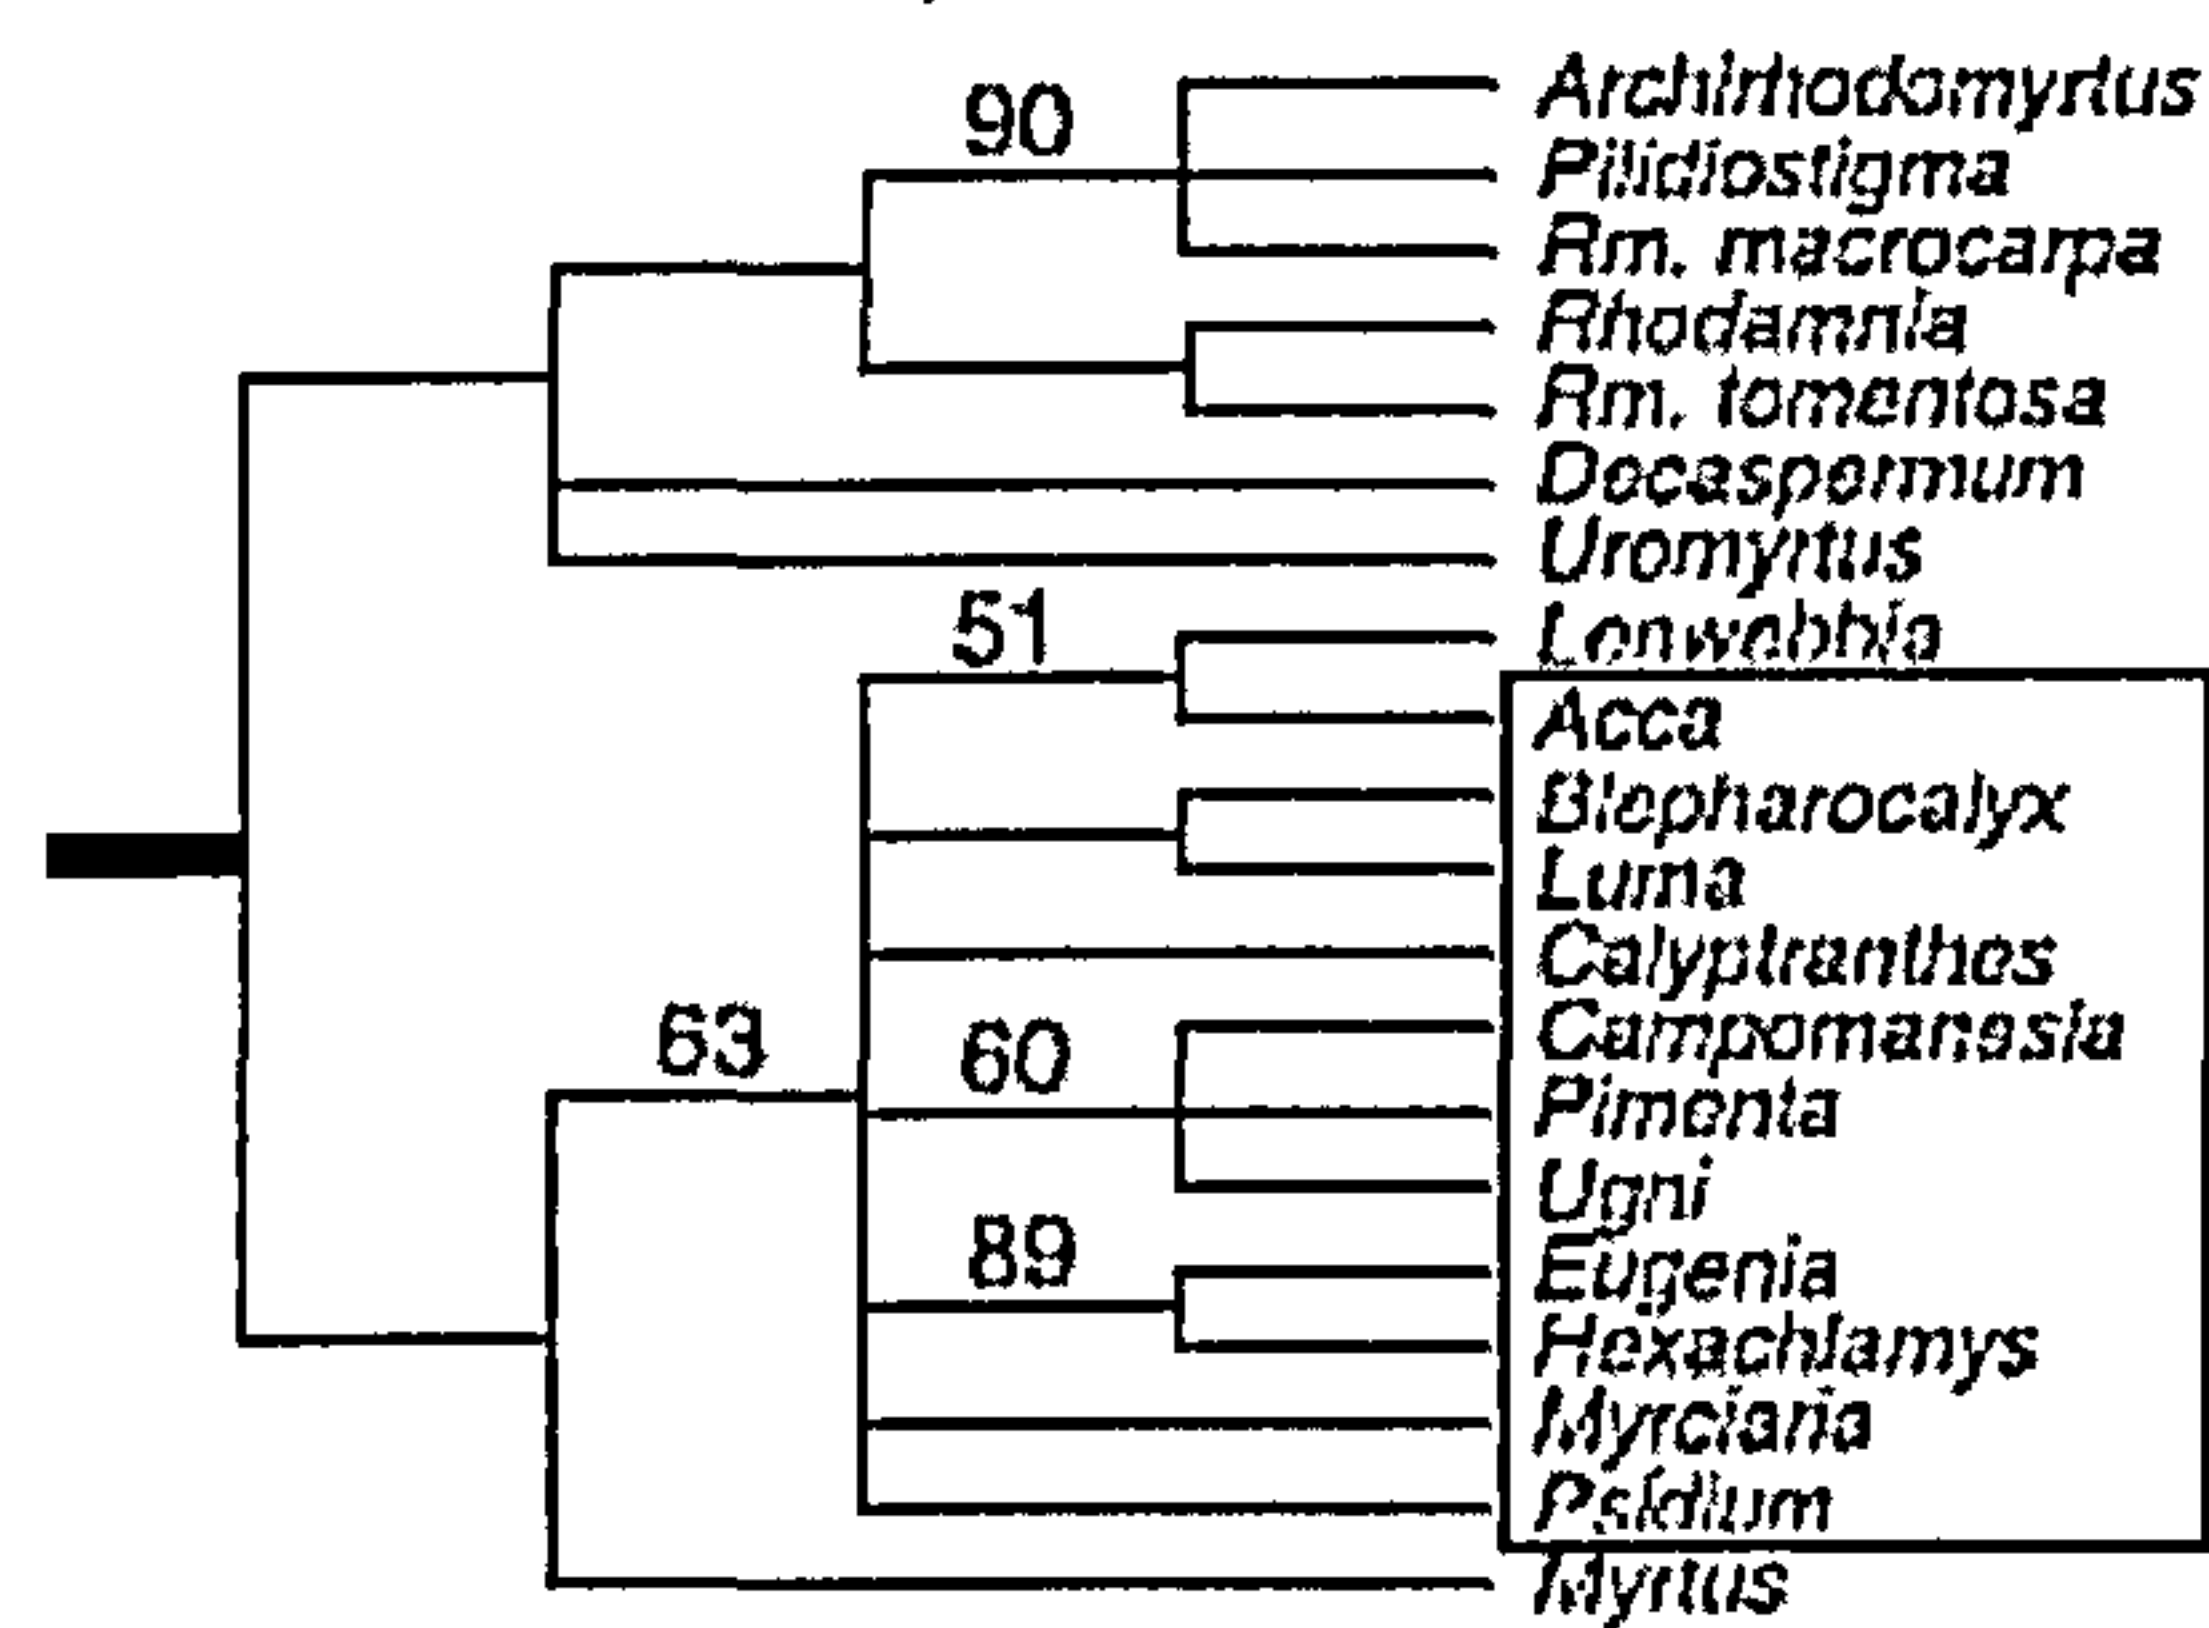 90
Archirhodomyrtus
Pilidiostigma
Rm. macrocarpa
Rhodamnia
Rm. tomentosa
Decaspermum
Uromyrtus
51
Lenwebbia
Acca
Blepharocalyx
Luma
Calyptranthes
63
60
Campomanesia
Pimenta
Ugni
89
Eugenia
Hexachlamys
Myrciaria
Psidium
Myrtus